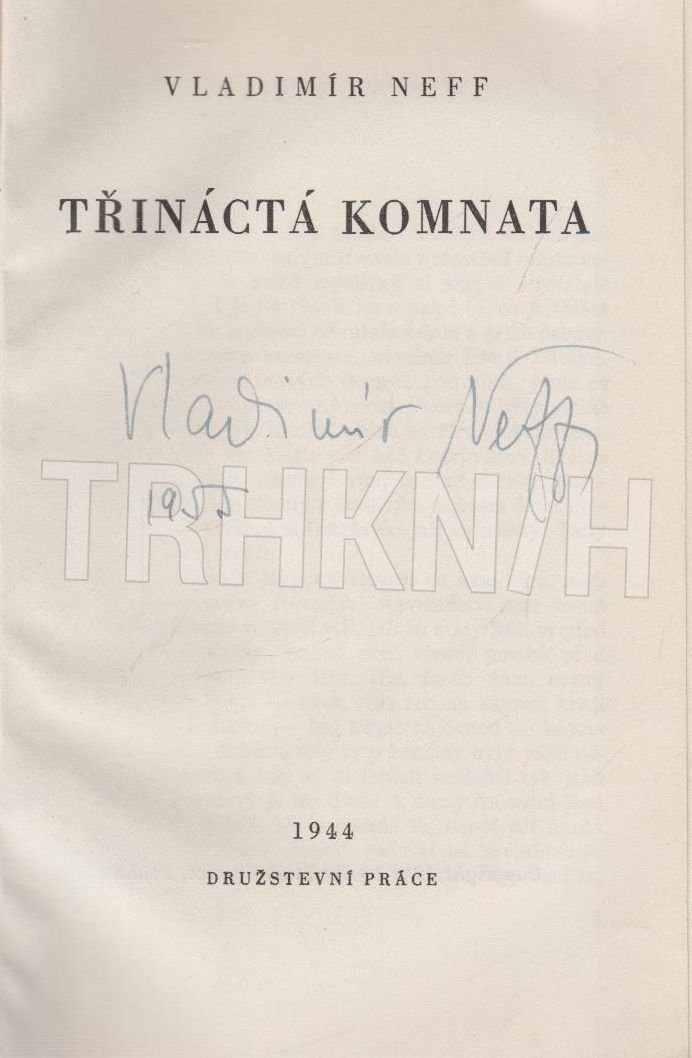 VLADIMÍR NEFF
TŘINÁCTÁ KOMNATA
Vladimír Neff
1955
TRHKNIH
1944
DRUŽSTEVNÍ PRÁCE